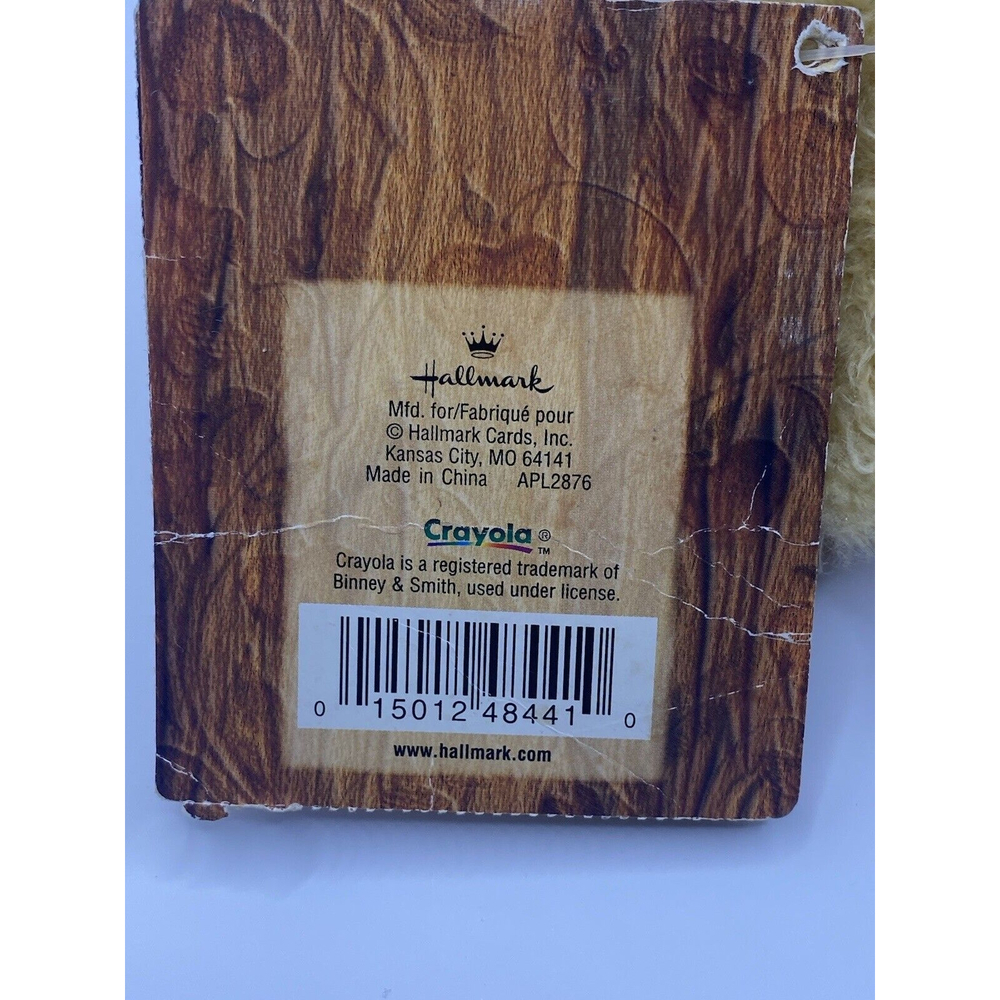 Hallmark
Mfd. for/Fabriqué pour
© Hallmark Cards, Inc.
Kansas City, MO 64141
Made in China APL2876
Crayola ® ™
Crayola is a registered trademark of
Binney & Smith, used under license.
0 15012 48441 0
www.hallmark.com